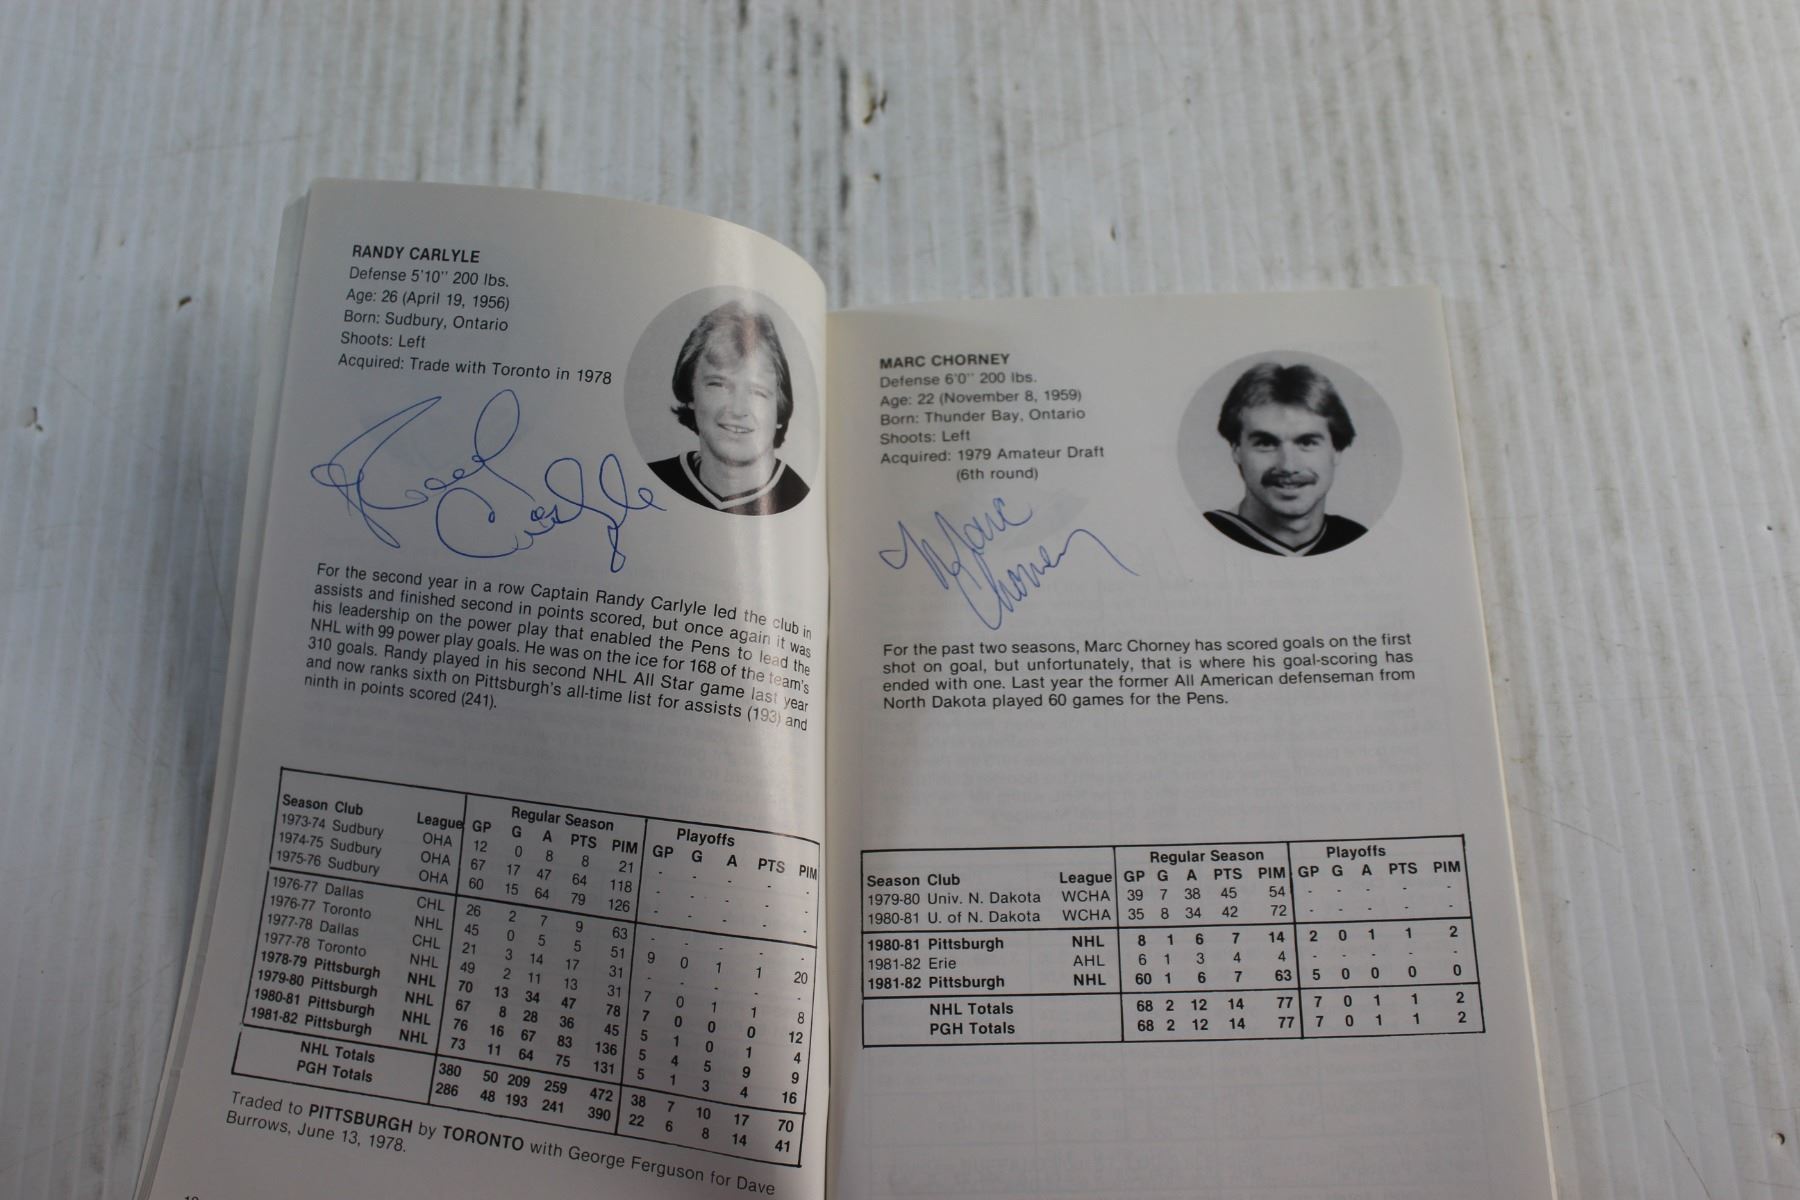 RANDY CARLYLE
Defense 5'10" 200 lbs.
Age: 26 (April 19, 1956)
Born: Sudbury, Ontario
Shoots: Left
Acquired: Trade with Toronto in 1978
Randy Carlyle 8
For the second year in a row Captain Randy Carlyle led the club in
assists and finished second in points scored, but once again it was
his leadership on the power play that enabled the Pens to lead the
NHL with 99 power play goals. He was on the ice for 168 of the team's
310 goals. Randy played in his second NHL All Star game last year
and now ranks sixth on Pittsburgh's all-time list for assists (193) and
ninth in points scored (241).
Regular Season Playoffs
Season Club League GP G A PTS PIM GP G A PTS PIM
1973-74 Sudbury OHA 12 0 8 8 21 - - - - -
1974-75 Sudbury OHA 67 17 47 64 118 - - - - -
1975-76 Sudbury OHA 60 15 64 79 126 - - - - -
1976-77 Dallas CHL 26 2 7 9 63 - - - - -
1976-77 Toronto NHL 45 0 5 5 51 9 0 1 1 20
1977-78 Dallas CHL 21 3 14 17 31 - - - - -
1977-78 Toronto NHL 49 2 11 13 31 7 0 1 1 8
1978-79 Pittsburgh NHL 70 13 34 47 78 7 0 0 0 12
1979-80 Pittsburgh NHL 67 8 28 36 45 5 1 0 1 4
1980-81 Pittsburgh NHL 76 16 67 83 136 5 4 5 9 9
1981-82 Pittsburgh NHL 73 11 64 75 131 5 1 3 4 16
NHL Totals 380 50 209 259 472 38 7 10 17 70
PGH Totals 286 48 193 241 390 22 6 8 14 41
Traded to PITTSBURGH by TORONTO with George Ferguson for Dave
Burrows, June 13, 1978.
MARC CHORNEY
Defense 6'0" 200 lbs.
Age: 22 (November 8, 1959)
Born: Thunder Bay, Ontario
Shoots: Left
Acquired: 1979 Amateur Draft
(6th round)
Marc
Chorney
For the past two seasons, Marc Chorney has scored goals on the first
shot on goal, but unfortunately, that is where his goal-scoring has
ended with one. Last year the former All American defenseman from
North Dakota played 60 games for the Pens.
Regular Season Playoffs
Season Club League GP G A PTS PIM GP G A PTS PIM
1979-80 Univ. N. Dakota WCHA 39 7 38 45 54 - - - - -
1980-81 U. of N. Dakota WCHA 35 8 34 42 72 - - - - -
1980-81 Pittsburgh NHL 8 1 6 7 14 2 0 1 1 2
1981-82 Erie AHL 6 1 3 4 4 - - - - -
1981-82 Pittsburgh NHL 60 1 6 7 63 5 0 0 0 0
NHL Totals 68 2 12 14 77 7 0 1 1 2
PGH Totals 68 2 12 14 77 7 0 1 1 2